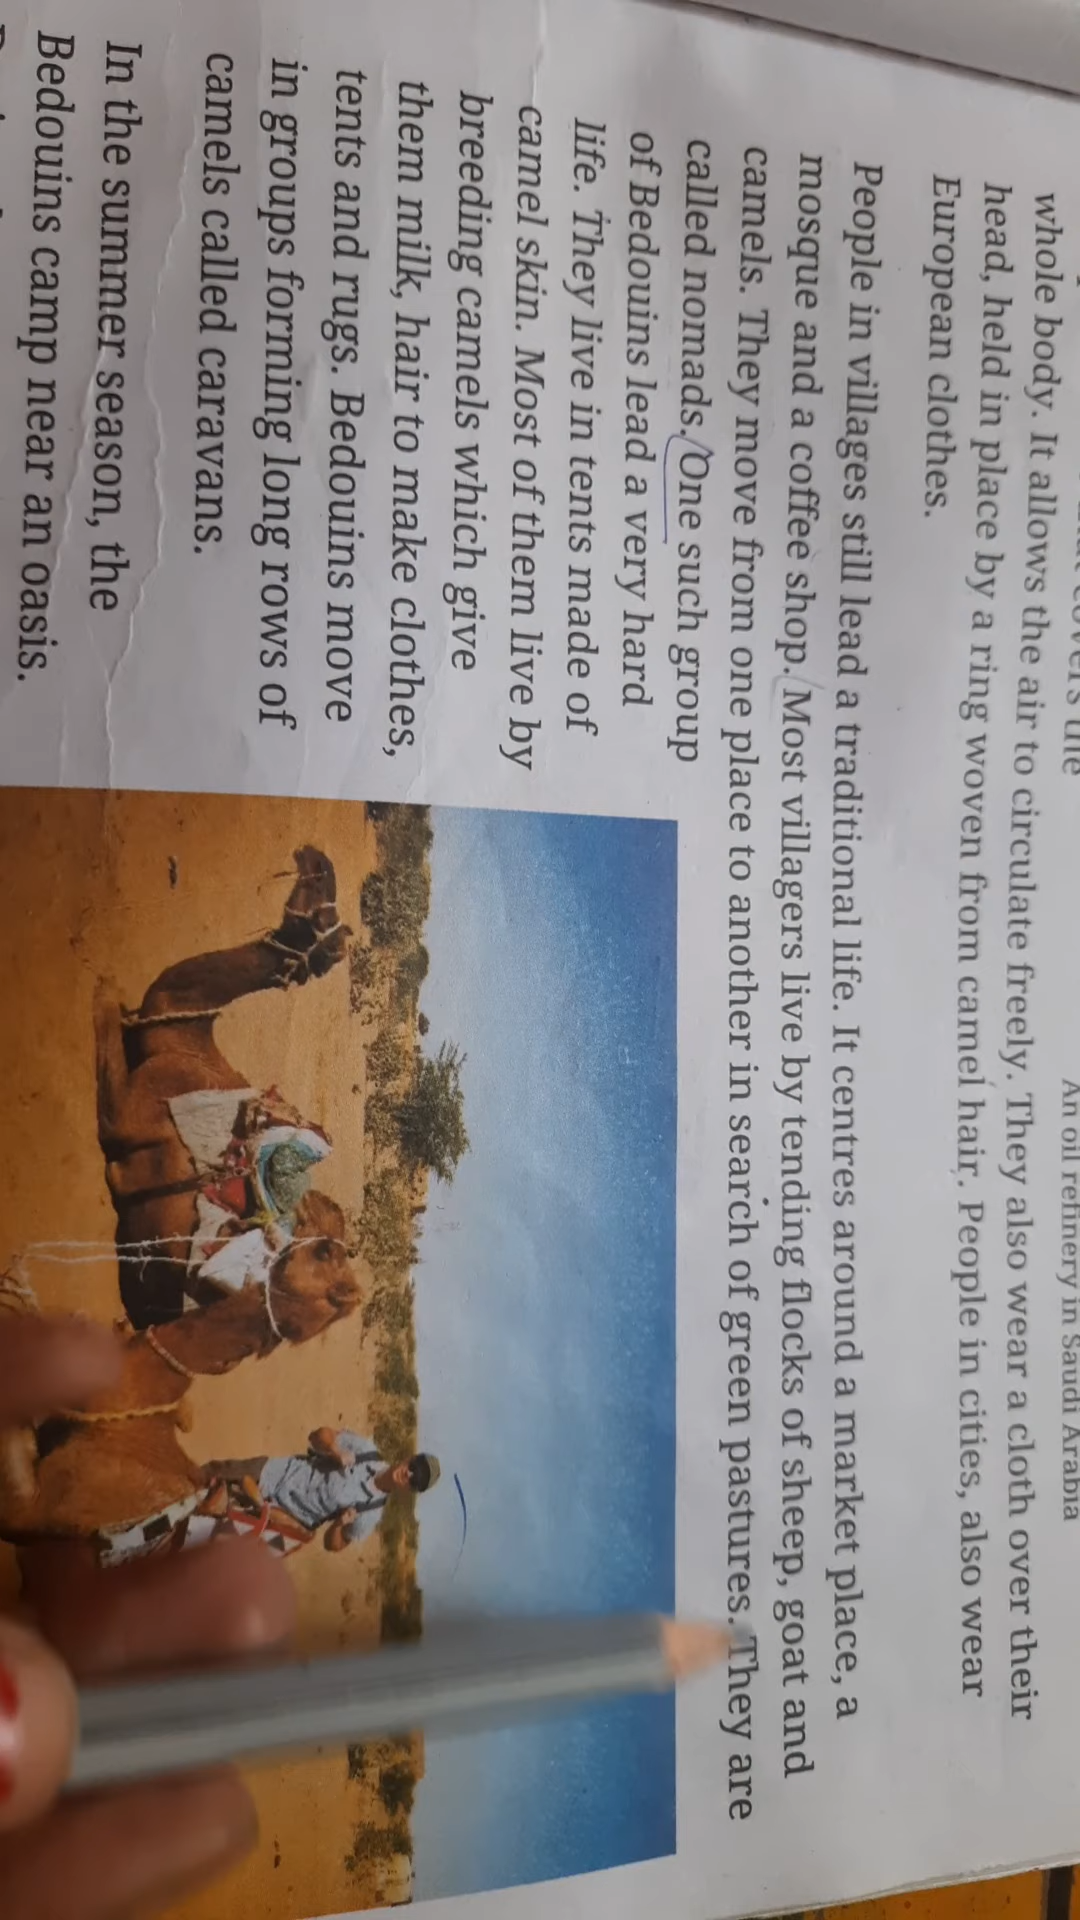 An oil refinery in Saudi Arabia
whole body. It allows the air to circulate freely. They also wear a cloth over their
head, held in place by a ring woven from camel hair. People in cities, also wear
European clothes.
People in villages still lead a traditional life. It centres around a market place, a
mosque and a coffee shop. Most villagers live by tending flocks of sheep, goat and
camels. They move from one place to another in search of green pastures. They are
called nomads. One such group
of Bedouins lead a very hard
life. They live in tents made of
camel skin. Most of them live by
breeding camels which give
them milk, hair to make clothes,
tents and rugs. Bedouins move
in groups forming long rows of
camels called caravans.
In the summer season, the
Bedouins camp near an oasis.